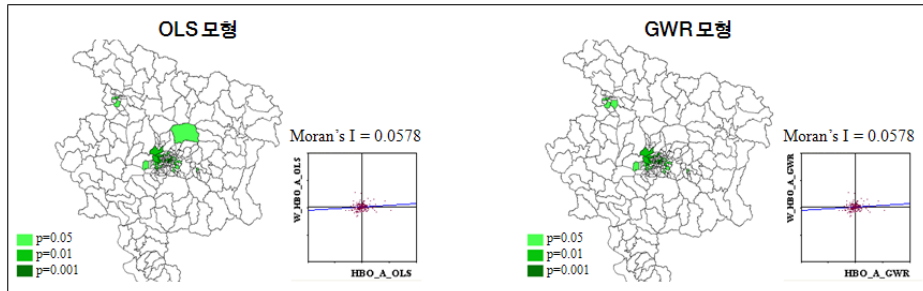 OLS 모형
Moran's I = 0.0578
W_HBO_A_OLS
HBO_A_OLS
p=0.05
p=0.01
p=0.001
GWR 모형
Moran's I = 0.0578
W_HBO_A_GWR
HBO_A_GWR
p=0.05
p=0.01
p=0.001